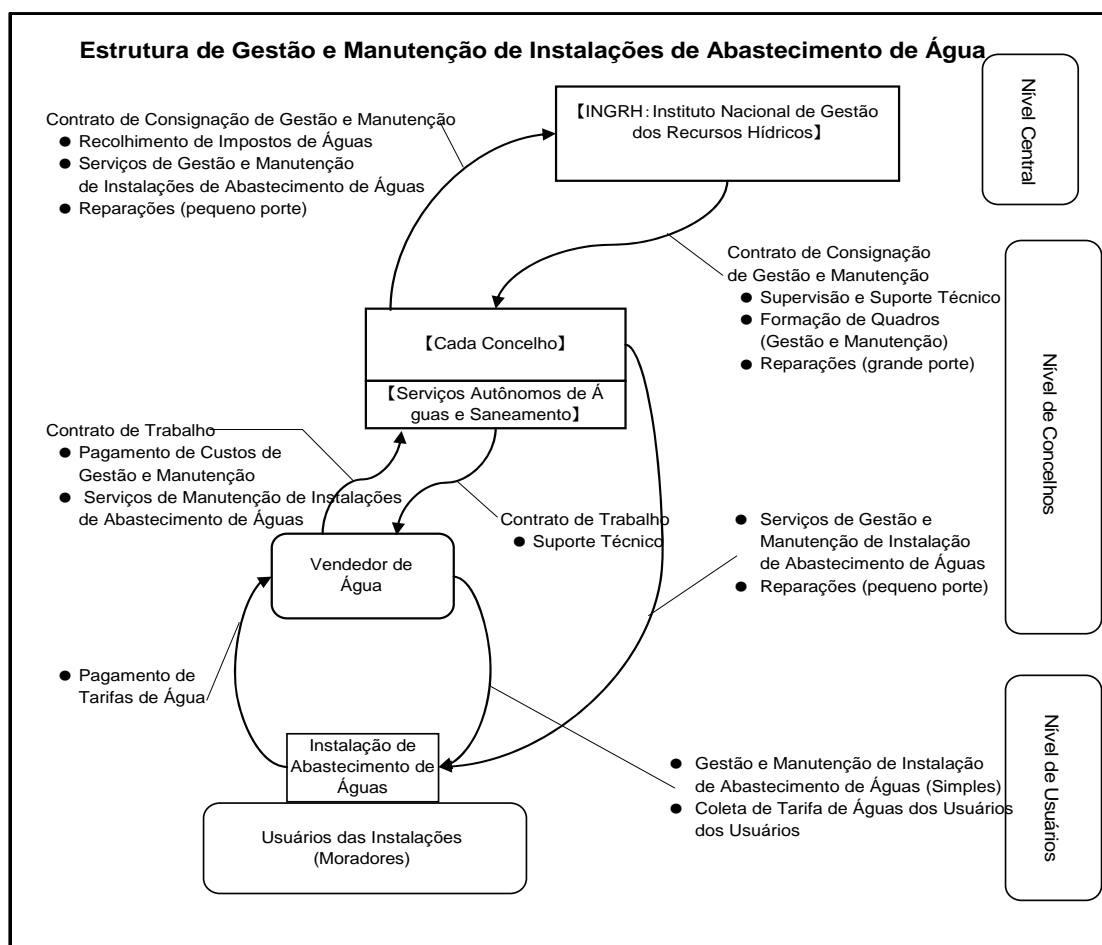 Estrutura de Gestão e Manutenção de Instalações de Abastecimento de Água
Nível Central
【INGRH：Instituto Nacional de Gestão
dos Recursos Hídricos】
Contrato de Consignação de Gestão e Manutenção
● Recolhimento de Impostos de Águas
● Serviços de Gestão e Manutenção
de Instalações de Abastecimento de Águas
● Reparações (pequeno porte)
Contrato de Consignação
de Gestão e Manutenção
● Supervisão e Suporte Técnico
● Formação de Quadros
(Gestão e Manutenção)
● Reparações (grande porte)
Nível de Concelhos
【Cada Concelho】
【Serviços Autônomos de Á
guas e Saneamento】
Contrato de Trabalho
● Pagamento de Custos de
Gestão e Manutenção
● Serviços de Manutenção de Instalações
de Abastecimento de Águas
Contrato de Trabalho
● Suporte Técnico
● Serviços de Gestão e
Manutenção de Instalação
de Abastecimento de Águas
● Reparações (pequeno porte)
Vendedor de
Água
● Pagamento de
Tarifas de Água
Nível de Usuários
Instalação de
Abastecimento de
Águas
● Gestão e Manutenção de Instalação
de Abastecimento de Águas (Simples)
● Coleta de Tarifa de Águas dos Usuários
dos Usuários
Usuários das Instalações
(Moradores)